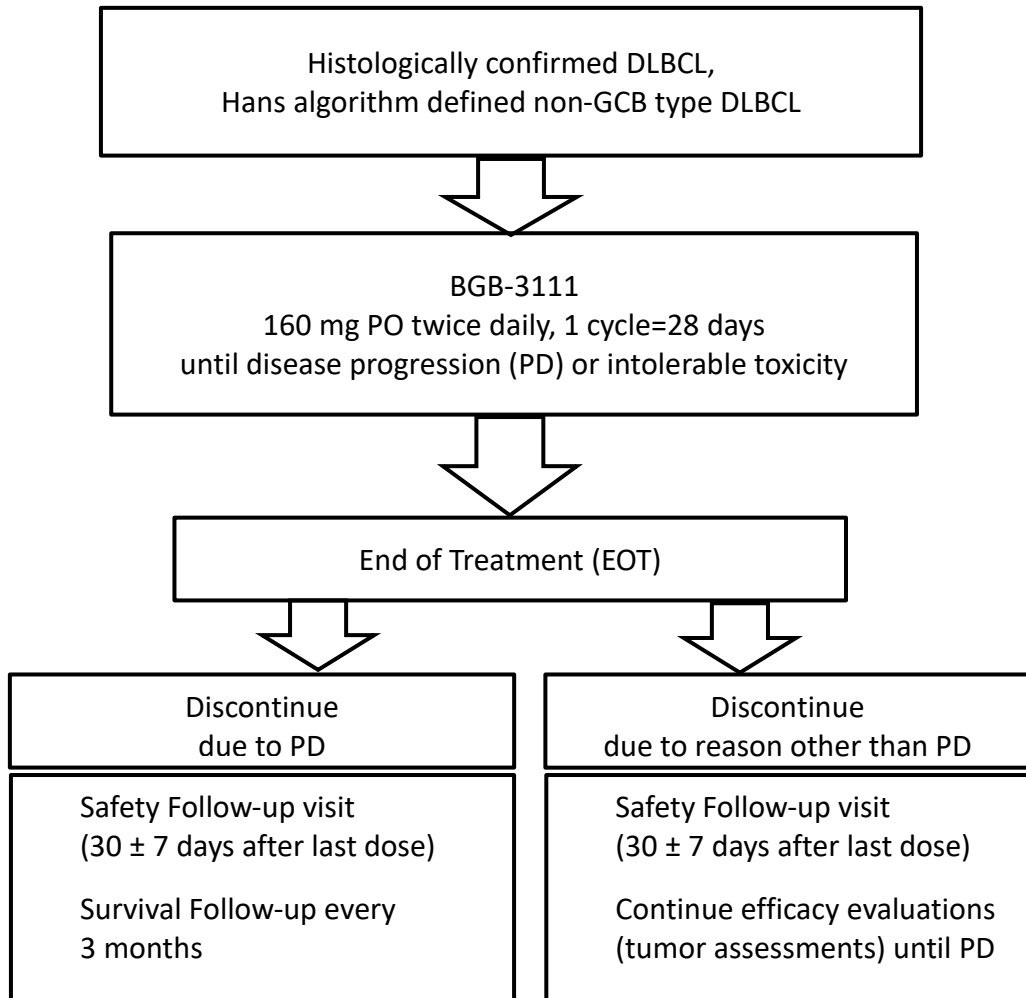 Histologically confirmed DLBCL,
Hans algorithm defined non-GCB type DLBCL
BGB-3111
160 mg PO twice daily, 1 cycle=28 days
until disease progression (PD) or intolerable toxicity
End of Treatment (EOT)
Discontinue
due to PD
Safety Follow-up visit
(30 ± 7 days after last dose)
Survival Follow-up every
3 months
Discontinue
due to reason other than PD
Safety Follow-up visit
(30 ± 7 days after last dose)
Continue efficacy evaluations
(tumor assessments) until PD